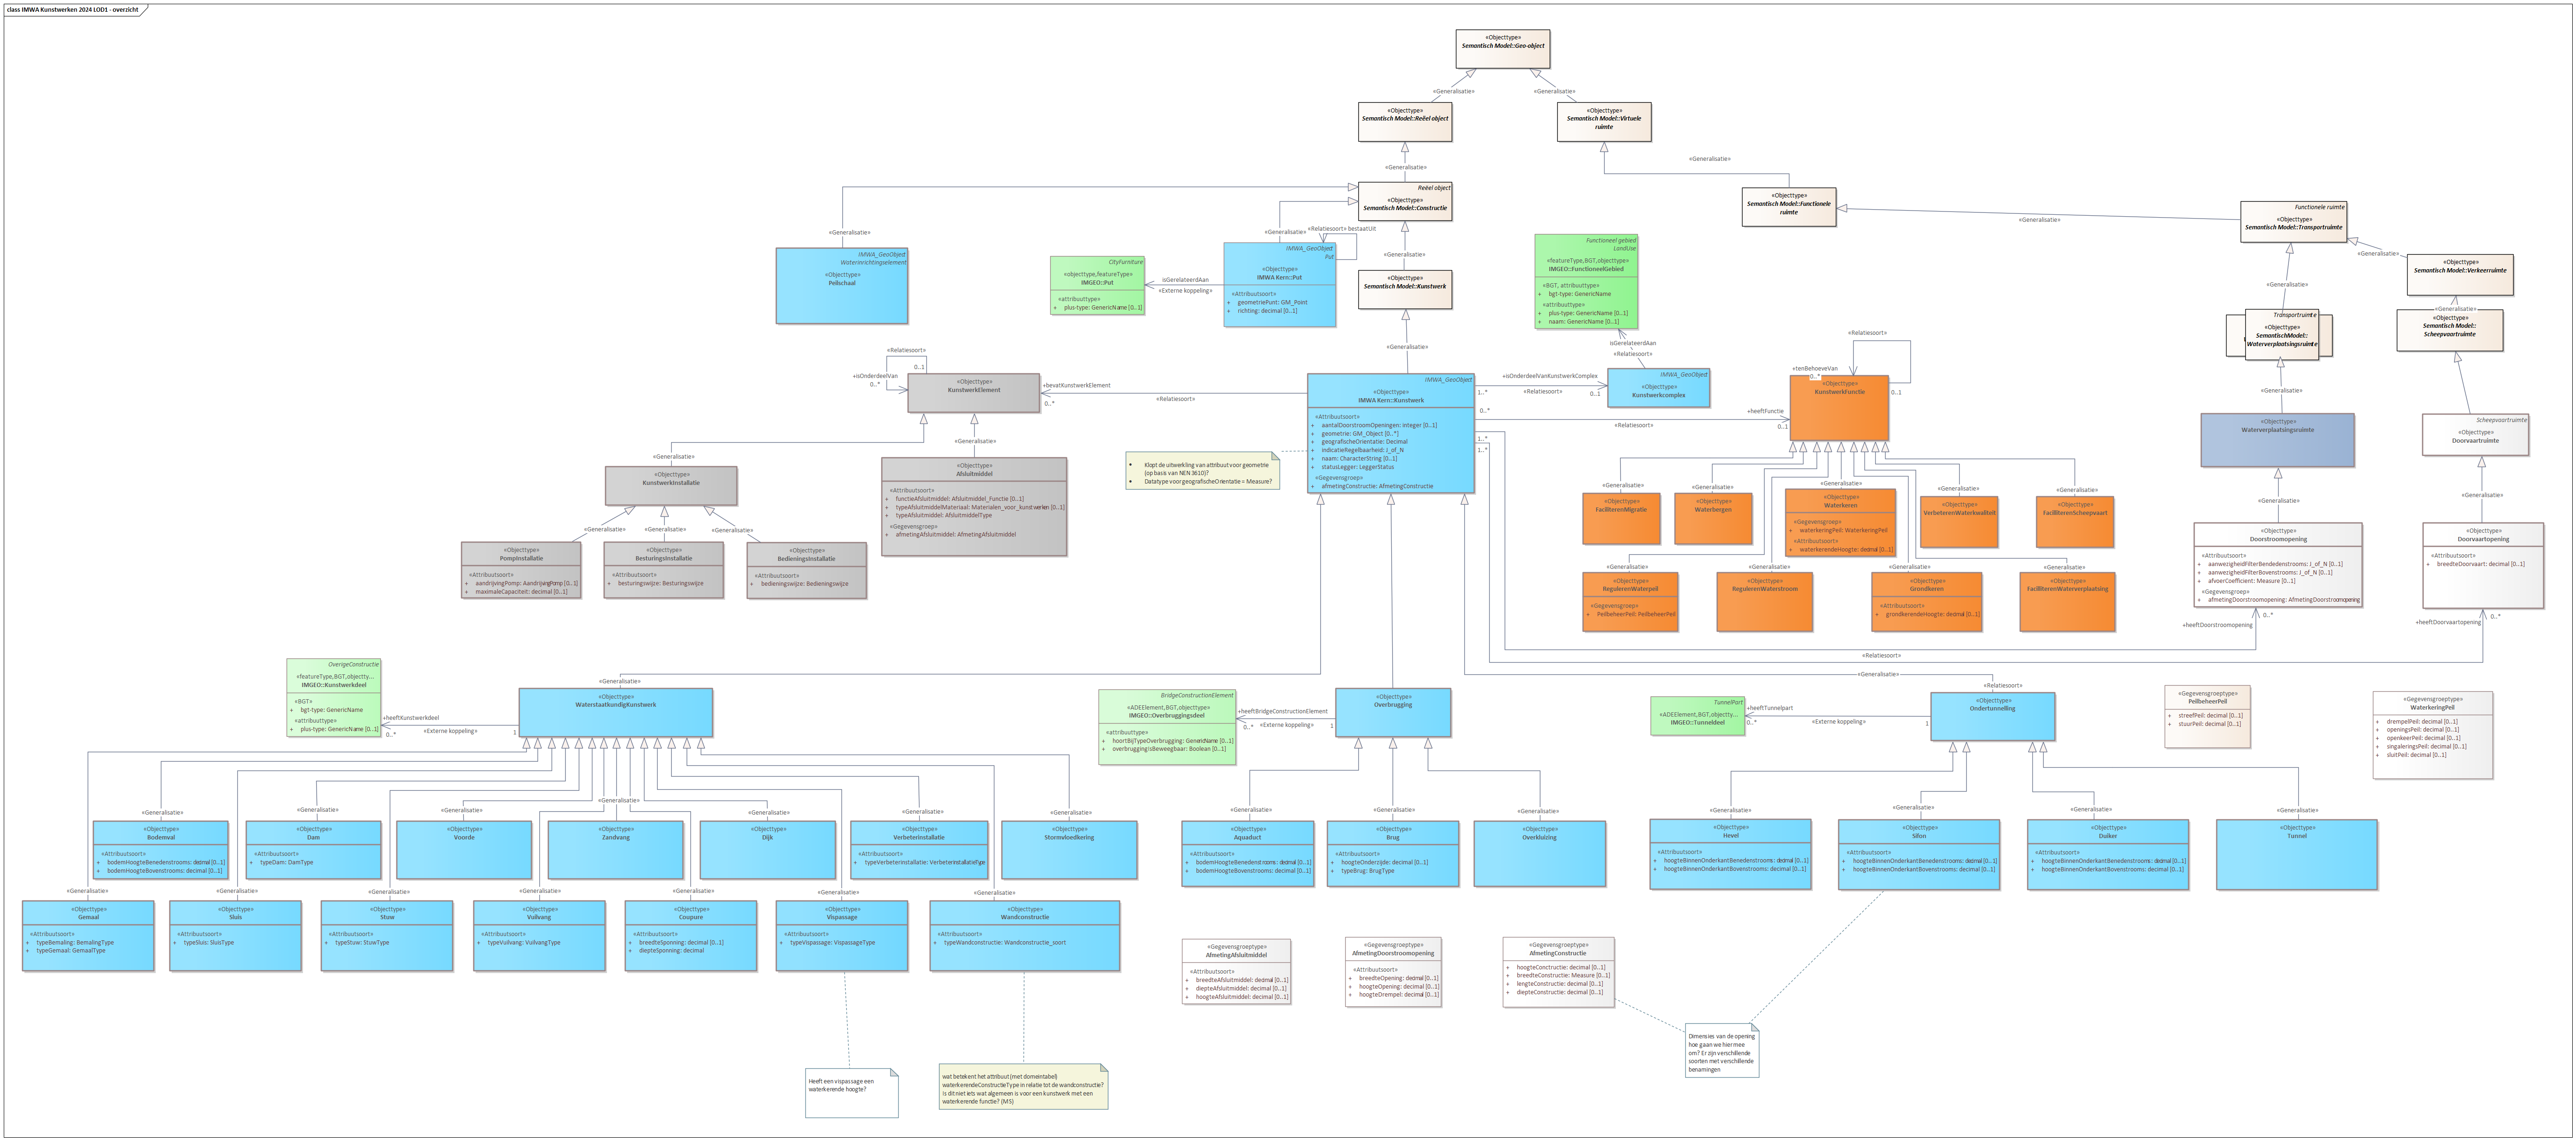 class IMWA Kunstwerken 2024 LOD1 - overzicht
«Objecttype»
Semantisch Model::Geo-object
«Generalisatie»
«Generalisatie»
«Objecttype»
Semantisch Model::Reëel object
«Objecttype»
Semantisch Model::Virtuele
ruimte
«Generalisatie»
«Generalisatie»
Reëel object
«Objecttype»
Semantisch Model::Constructie
«Objecttype»
Semantisch Model::Functionele
ruimte
«Generalisatie»
Functionele ruimte
«Objecttype»
Semantisch Model::Transportruimte
«Generalisatie»
«Objecttype»
Semantisch Model::Verkeerruimte
«Generalisatie»
«Generalisatie»
Transportruimte
«Objecttype»
SemantischModel::
Waterverplaatsingsruimte
«Objecttype»
Semantisch Model::
Scheepvaartruimte
«Generalisatie»
IMWA_GeoObject
Waterinrichtingselement
«Objecttype»
Peilschaal
CityFurniture
«objecttype,featureType»
IMGEO::Put
«attribuuttype»
+ plus-type: GenericName [0..1]
isGerelateerdAan
«Externe koppeling»
«Generalisatie»
«Relatiesoort» bestaatUit
IMWA_GeoObject
Put
«Objecttype»
IMWA Kern::Put
«Attribuutsoort»
+ geometriePunt: GM_Point
+ richting: decimal [0..1]
«Generalisatie»
«Objecttype»
Semantisch Model::Kunstwerk
«Generalisatie»
Functioneel gebied
LandUse
«featureType,BGT,objecttype»
IMGEO::FunctioneelGebied
«BGT, attribuuttype»
+ bgt-type: GenericName
«attribuuttype»
+ plus-type: GenericName [0..1]
+ naam: GenericName [0..1]
isGerelateerdAan
«Relatiesoort»
IMWA_GeoObject
«Objecttype»
Kunstwerkcomplex
«Relatiesoort»
0..1
+isOnderdeelVan
0..*
«Objecttype»
KunstwerkElement
+bevatKunstwerkElement
0..*
«Relatiesoort»
IMWA_GeoObject
«Objecttype»
IMWA Kern::Kunstwerk
«Attribuutsoort»
+ aantalDoorstroomOpeningen: integer [0..1]
+ geometrie: GM_Object [0..*]
+ geografischeOrientatie: Decimal
+ indicatieRegelbaarheid: J_of_N
+ naam: CharacterString [0..1]
+ statusLegger: LeggerStatus
«Gegevensgroep»
+ afmetingConstructie: AfmetingConstructie
+isOnderdeelVanKunstwerkComplex
1..*
«Relatiesoort»
0..1
0..*
+heeftFunctie
«Relatiesoort»
0..1
1..*
1..*
«Relatiesoort»
+tenBehoeveVan
0..*
«Objecttype»
KunstwerkFunctie
0..1
«Generalisatie»
«Objecttype»
Waterverplaatsingsruimte
Scheepvaartruimte
«Objecttype»
Doorvaartruimte
• Klopt de uitwerking van attribuut voor geometrie
(op basis van NEN 3610)?
• Datatype voor geografischeOrientatie = Measure?
«Generalisatie»
«Generalisatie»
«Objecttype»
KunstwerkInstallatie
«Objecttype»
Afsluitmiddel
«Attribuutsoort»
+ functieAfsluitmiddel: Afsluitmiddel_Functie [0..1]
+ typeAfsluitmiddelMateriaal: Materialen_voor_kunstwerken [0..1]
+ typeAfsluitmiddel: AfsluitmiddelType
«Gegevensgroep»
+ afmetingAfsluitmiddel: AfmetingAfsluitmiddel
«Generalisatie»
«Generalisatie»
«Generalisatie»
«Objecttype»
PompInstallatie
«Attribuutsoort»
+ aandrijvingPomp: AandrijvingPomp [0..1]
+ maximaleCapaciteit: decimal [0..1]
«Objecttype»
BesturingsInstallatie
«Attribuutsoort»
+ besturingswijze: Besturingswijze
«Objecttype»
BedieningsInstallatie
«Attribuutsoort»
+ bedieningswijze: Bedieningswijze
«Generalisatie»
«Generalisatie»
«Generalisatie»
«Generalisatie»
«Generalisatie»
«Objecttype»
FaciliterenMigratie
«Objecttype»
Waterbergen
«Objecttype»
Waterkeren
«Gegevensgroep»
+ waterkeringPeil: WaterkeringPeil
«Attribuutsoort»
+ waterkerendeHoogte: decimal [0..1]
«Objecttype»
VerbeterenWaterkwaliteit
«Objecttype»
FaciliterenScheepvaart
«Generalisatie»
«Generalisatie»
«Generalisatie»
«Generalisatie»
«Objecttype»
RegulerenWaterpeil
«Gegevensgroep»
+ PeilbeheerPeil: PeilbeheerPeil
«Objecttype»
RegulerenWaterstroom
«Objecttype»
Grondkeren
«Attribuutsoort»
+ grondkerendeHoogte: decimal [0..1]
«Objecttype»
FaciliterenWaterverplaatsing
«Generalisatie»
«Generalisatie»
«Objecttype»
Doorstroomopening
«Attribuutsoort»
+ aanwezigheidFilterBendedenstrooms: J_of_N [0..1]
+ aanwezigheidFilterBovenstrooms: J_of_N [0..1]
+ afvoerCoefficient: Measure [0..1]
«Gegevensgroep»
+ afmetingDoorstroomopening: AfmetingDoorstroomopening
«Objecttype»
Doorvaartopening
«Attribuutsoort»
+ breedteDoorvaart: decimal [0..1]
+heeftDoorstroomopening
0..*
+heeftDoorvaartopening
0..*
«Relatiesoort»
OverigeConstructie
«featureType,BGT,objectty...
IMGEO::Kunstwerkdeel
«BGT»
+ bgt-type: GenericName
«attribuuttype»
+ plus-type: GenericName [0..1]
+heeftKunstwerkdeel
0..*
«Externe koppeling»
1
«Generalisatie»
«Objecttype»
WaterstaatkundigKunstwerk
BridgeConstructionElement
«ADEElement,BGT,objecttype»
IMGEO::Overbruggingsdeel
«attribuuttype»
+ hoortBijTypeOverbrugging: GenericName [0..1]
+ overbruggingIsBeweegbaar: Boolean [0..1]
+heeftBridgeConstructionElement
0..*
«Externe koppeling»
1
«Objecttype»
Overbrugging
TunnelPart
«ADEElement,BGT,objectty...
IMGEO::Tunneldeel
+heeftTunnelpart
0..*
«Externe koppeling»
1
«Generalisatie»
«Relatiesoort»
«Objecttype»
Ondertunnelling
«Gegevensgroeptype»
PeilbeheerPeil
+ streefPeil: decimal [0..1]
+ stuurPeil: decimal [0..1]
«Gegevensgroeptype»
WaterkeringPeil
+ drempelPeil: decimal [0..1]
+ openingsPeil: decimal [0..1]
+ openkeerPeil: decimal [0..1]
+ singaleringsPeil: decimal [0..1]
+ sluitPeil: decimal [0..1]
«Generalisatie»
«Generalisatie»
«Generalisatie»
«Generalisatie»
«Generalisatie»
«Generalisatie»
«Generalisatie»
«Objecttype»
Bodemval
«Attribuutsoort»
+ bodemHoogteBenedenstrooms: decimal [0..1]
+ bodemHoogteBovenstrooms: decimal [0..1]
«Objecttype»
Dam
«Attribuutsoort»
+ typeDam: DamType
«Objecttype»
Voorde
«Objecttype»
Zandvang
«Objecttype»
Dijk
«Objecttype»
Verbeterinstallatie
«Attribuutsoort»
+ typeVerbeterinstallatie: VerbeterinstallatieType
«Objecttype»
Stormvloedkering
«Generalisatie»
«Generalisatie»
«Generalisatie»
«Objecttype»
Aquaduct
«Attribuutsoort»
+ bodemHoogteBenedenstrooms: decimal [0..1]
+ bodemHoogteBovenstrooms: decimal [0..1]
«Objecttype»
Brug
«Attribuutsoort»
+ hoogteOnderzijde: decimal [0..1]
+ typeBrug: BrugType
«Objecttype»
Overkluizing
«Generalisatie»
«Generalisatie»
«Generalisatie»
«Generalisatie»
«Objecttype»
Hevel
«Attribuutsoort»
+ hoogteBinnenOnderkantBenedenstrooms: decimal [0..1]
+ hoogteBinnenOnderkantBovenstrooms: decimal [0..1]
«Objecttype»
Sifon
«Attribuutsoort»
+ hoogteBinnenOnderkantBenedenstrooms: decimal [0..1]
+ hoogteBinnenOnderkantBovenstrooms: decimal [0..1]
«Objecttype»
Duiker
«Attribuutsoort»
+ hoogteBinnenOnderkantBenedenstrooms: decimal [0..1]
+ hoogteBinnenOnderkantBovenstrooms: decimal [0..1]
«Objecttype»
Tunnel
«Generalisatie»
«Generalisatie»
«Generalisatie»
«Generalisatie»
«Generalisatie»
«Generalisatie»
«Generalisatie»
«Objecttype»
Gemaal
«Attribuutsoort»
+ typeBemaling: BemalingType
+ typeGemaal: GemaalType
«Objecttype»
Sluis
«Attribuutsoort»
+ typeSluis: SluisType
«Objecttype»
Stuw
«Attribuutsoort»
+ typeStuw: StuwType
«Objecttype»
Vuilvang
«Attribuutsoort»
+ typeVuilvang: VuilvangType
«Objecttype»
Coupure
«Attribuutsoort»
+ breedteSponning: decimal [0..1]
+ diepteSponning: decimal
«Objecttype»
Vispassage
«Attribuutsoort»
+ typeVispassage: VispassageType
«Objecttype»
Wandconstructie
«Attribuutsoort»
+ typeWandconstructie: Wandconstructie_soort
«Gegevensgroeptype»
AfmetingAfsluitmiddel
«Attribuutsoort»
+ breedteAfsluitmiddel: decimal [0..1]
+ diepteAfsluitmiddel: decimal [0..1]
+ hoogteAfsluitmiddel: decimal [0..1]
«Gegevensgroeptype»
AfmetingDoorstroomopening
«Attribuutsoort»
+ breedteOpening: decimal [0..1]
+ hoogteOpening: decimal [0..1]
+ hoogteDrempel: decimal [0..1]
«Gegevensgroeptype»
AfmetingConstructie
+ hoogteConctructie: decimal [0..1]
+ breedteConstructie: Measure [0..1]
+ lengteConstructie: decimal [0..1]
+ diepteConstructie: decimal [0..1]
Dimensies van de opening
hoe gaan we hier mee
om? Er zijn verschillende
soorten met verschillende
benamingen
Heeft een vispassage een
waterkerende hoogte?
wat betekent het attribuut (met domeintabel)
waterkerendeConstructieType in relatie tot de wandconstructie?
Is dit niet iets wat algemeen is voor een kunstwerk met een
waterkerende functie? (MS)